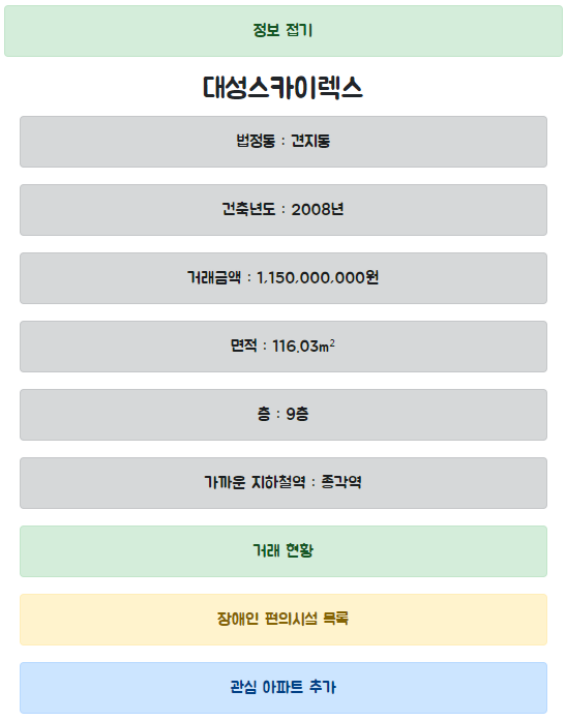 정보 접기
대성스카이렉스
법정동 : 견지동
건축년도 : 2008년
거래금액 : 1,150,000,000원
면적 : 116.03m²
층 : 9층
가까운 지하철역 : 종각역
거래 현황
장애인 편의시설 목록
관심 아파트 추가